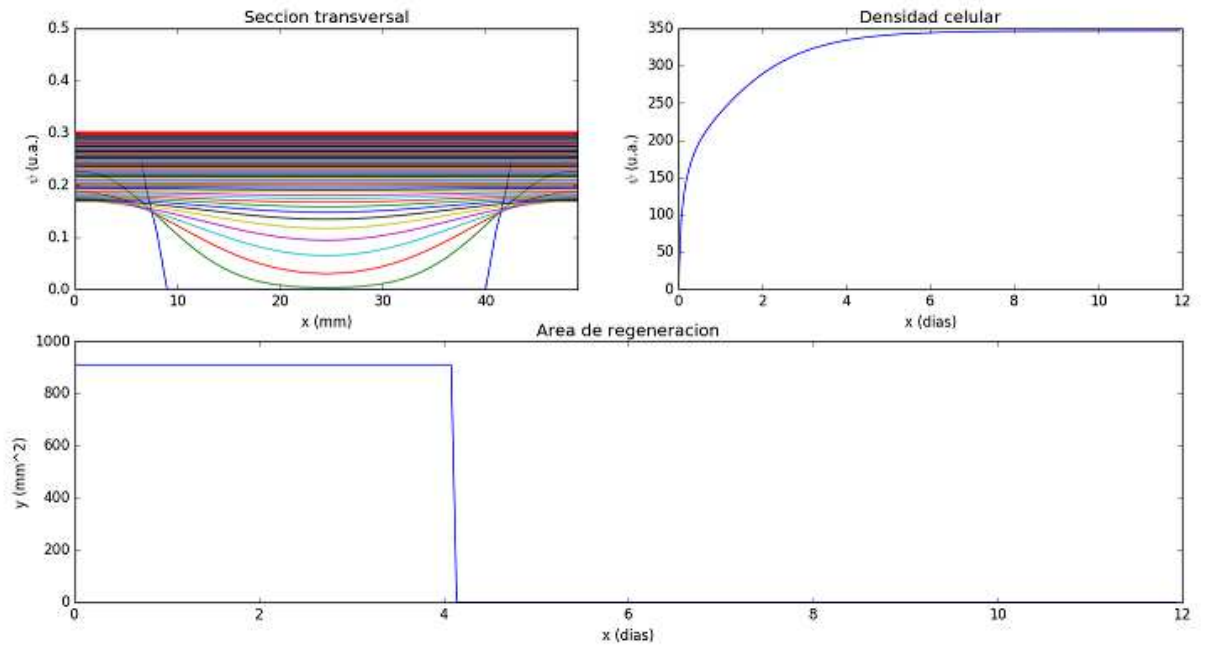 Seccion transversal
0.5
0.4
0.3
0.2
0.1
0.0
ψ (u.a.)
0 10 20 30 40
x (mm)
Densidad celular
350
300
250
200
150
100
50
0
ψ (u.a.)
0 2 4 6 8 10 12
x (dias)
Area de regeneracion
1000
800
600
400
200
0
y (mm^2)
0 2 4 6 8 10 12
x (dias)